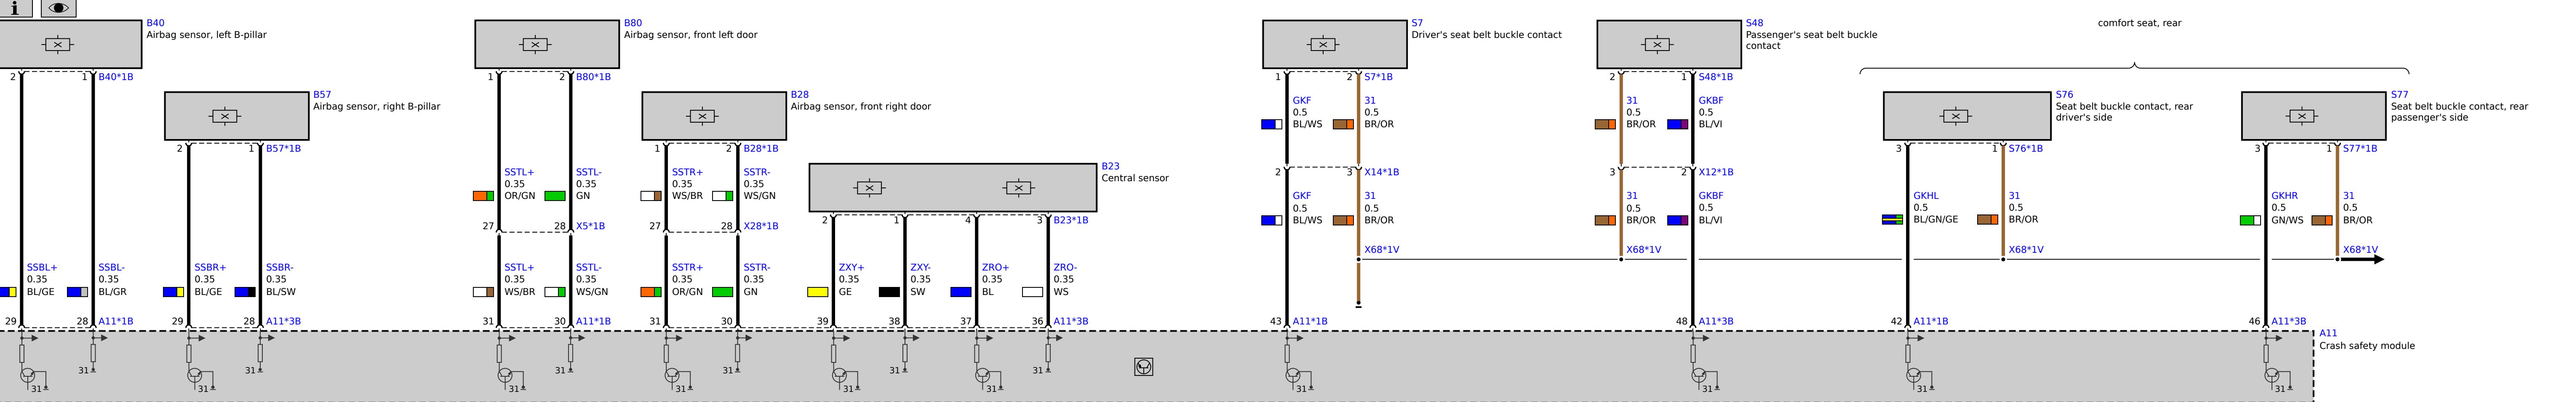 i
B40
Airbag sensor, left B-pillar
B80
Airbag sensor, front left door
S7
Driver's seat belt buckle contact
S48
Passenger's seat belt buckle
contact
comfort seat, rear
2 1 B40*1B
1 2 B80*1B
1 2 S7*1B
2 1 S48*1B
B57
Airbag sensor, right B-pillar
B28
Airbag sensor, front right door
GKF
0.5
BL/WS
31
0.5
BR/OR
31
0.5
BR/OR
GKBF
0.5
BL/VI
S76
Seat belt buckle contact, rear
driver's side
S77
Seat belt buckle contact, rear
passenger's side
2 1 B57*1B
1 2 B28*1B
3 1 S76*1B
3 1 S77*1B
B23
Central sensor
SSTL+
0.35
OR/GN
SSTL-
0.35
GN
SSTR+
0.35
WS/BR
SSTR-
0.35
WS/GN
2 3 X14*1B
3 2 X12*1B
GKF
0.5
BL/WS
31
0.5
BR/OR
31
0.5
BR/OR
GKBF
0.5
BL/VI
GKHL
0.5
BL/GN/GE
31
0.5
BR/OR
GKHR
0.5
GN/WS
31
0.5
BR/OR
27 28 X5*1B
27 28 X28*1B
2 1 4 3 B23*1B
X68*1V
X68*1V
X68*1V
X68*1V
SSBL+
0.35
BL/GE
SSBL-
0.35
BL/GR
SSBR+
0.35
BL/GE
SSBR-
0.35
BL/SW
SSTL+
0.35
WS/BR
SSTL-
0.35
WS/GN
SSTR+
0.35
OR/GN
SSTR-
0.35
GN
ZXY+
0.35
GE
ZXY-
0.35
SW
ZRO+
0.35
BL
ZRO-
0.35
WS
29 28 A11*1B
29 28 A11*3B
31 30 A11*1B
31 30 39 38 37 36 A11*3B
43 A11*1B
48 A11*3B
42 A11*1B
46 A11*3B
A11
Crash safety module
31 31 31 31 31 31 31
31 31 31 31 31 31 31 31 31